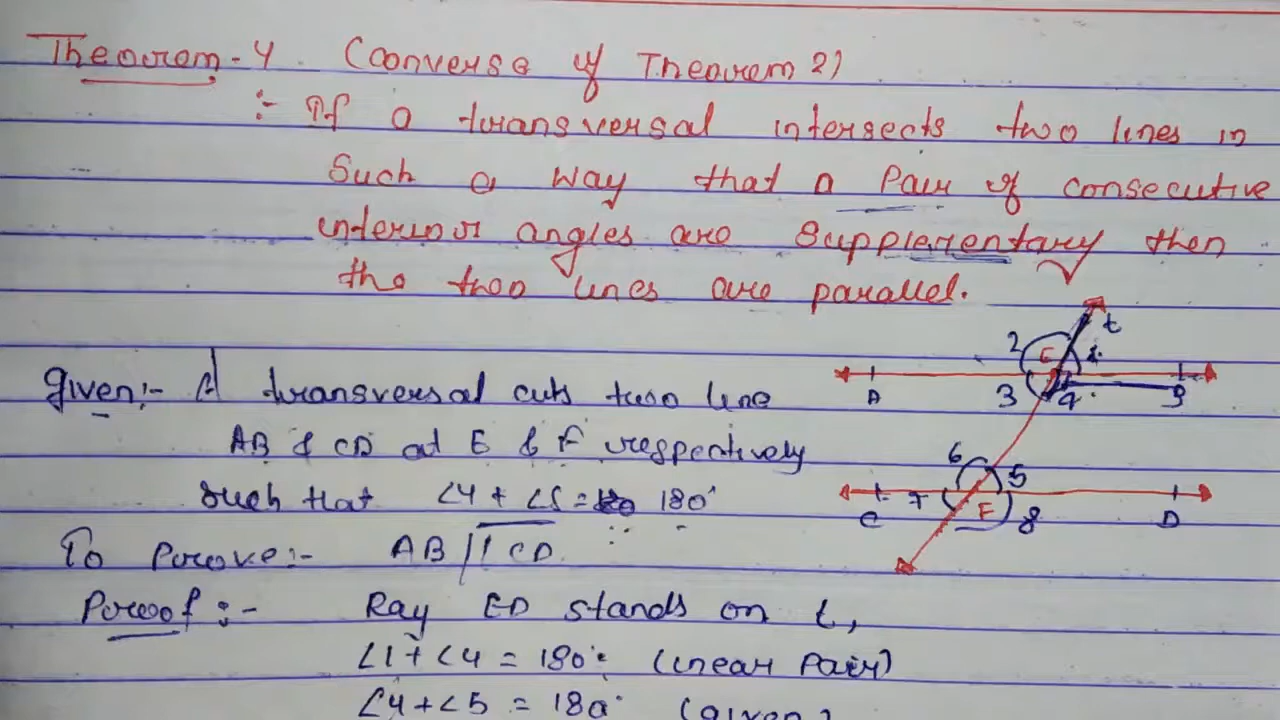 Theorem-4 (Converse of Theorem 2)
:- If a transversal intersects two lines in
Such a way that a Pair of consecutive
interior angles are Supplementary then
the two lines are parallel.
Given:- A transversal cuts two line
AB & CD at E & F respectively
such that ∠4 + ∠5 = 180°
To Prove:- AB || CD
Proof:- Ray ED stands on t,
∠1 + ∠4 = 180° (linear Pair)
∠4 + ∠5 = 180° (given)
t
2 E 1
A 3 4 B
6 5
C 7 F 8 D